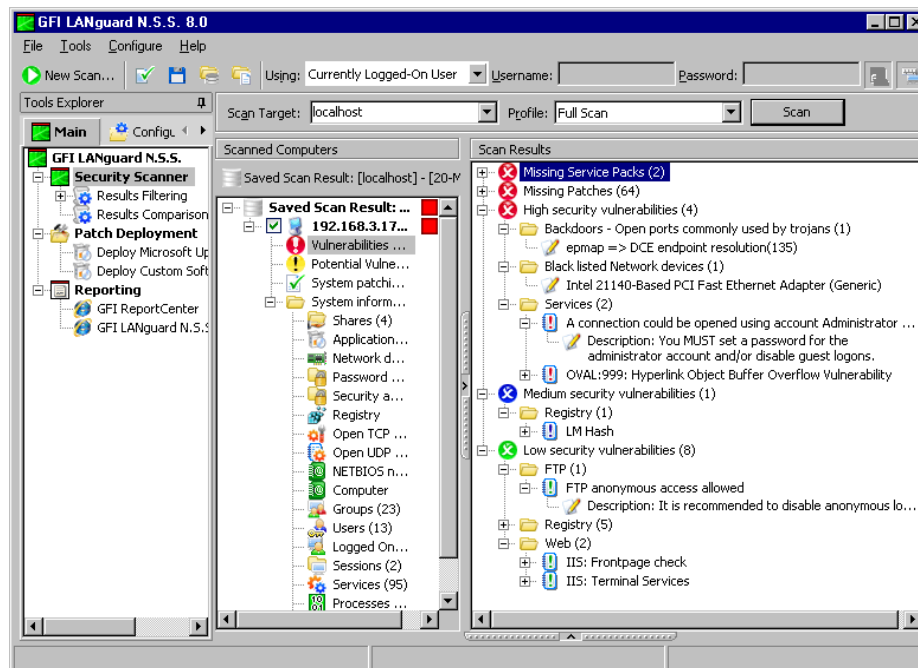 GFI LANguard N.S.S. 8.0
File Tools Configure Help
New Scan... Using: Currently Logged-On User Username: Password:
Tools Explorer
Scan Target: localhost Profile: Full Scan Scan
Main Configu
GFI LANguard N.S.S.
Security Scanner
Results Filtering
Results Comparison
Patch Deployment
Deploy Microsoft Up
Deploy Custom Soft
Reporting
GFI ReportCenter
GFI LANguard N.S.S
Scanned Computers
Saved Scan Result: [localhost] - [20-M
Saved Scan Result: ...
192.168.3.17...
Vulnerabilities ...
Potential Vulne...
System patchi...
System inform...
Shares (4)
Application...
Network d...
Password ...
Security a...
Registry
Open TCP ...
Open UDP ...
NETBIOS n...
Computer
Groups (23)
Users (13)
Logged On...
Sessions (2)
Services (95)
Processes ...
Scan Results
Missing Service Packs (2)
Missing Patches (64)
High security vulnerabilities (4)
Backdoors - Open ports commonly used by trojans (1)
epmap => DCE endpoint resolution(135)
Black listed Network devices (1)
Intel 21140-Based PCI Fast Ethernet Adapter (Generic)
Services (2)
A connection could be opened using account Administrator ...
Description: You MUST set a password for the
administrator account and/or disable guest logons.
OVAL:999: Hyperlink Object Buffer Overflow Vulnerability
Medium security vulnerabilities (1)
Registry (1)
LM Hash
Low security vulnerabilities (8)
FTP (1)
FTP anonymous access allowed
Description: It is recommended to disable anonymous lo...
Registry (5)
Web (2)
IIS: Frontpage check
IIS: Terminal Services